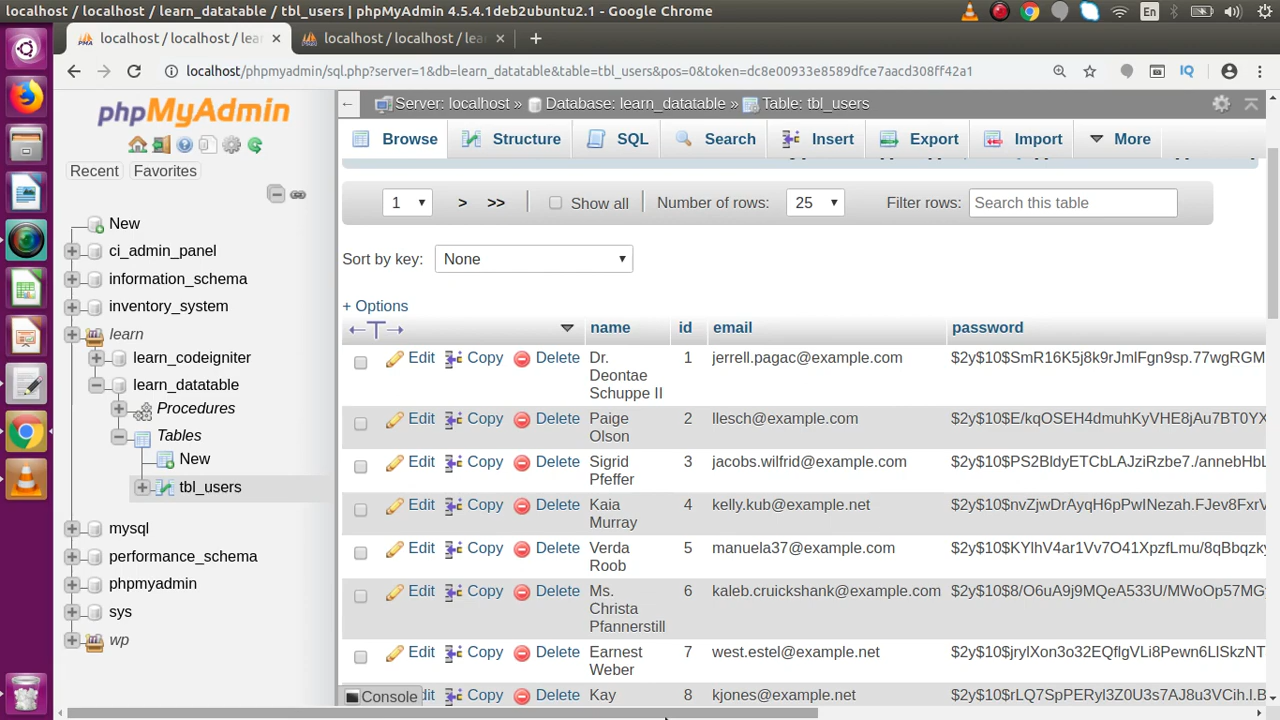 localhost / localhost / learn_datatable / tbl_users | phpMyAdmin 4.5.4.1deb2ubuntu2.1 - Google Chrome
En
localhost / localhost / lear
localhost / localhost / lea
localhost/phpmyadmin/sql.php?server=1&db=learn_datatable&table=tbl_users&pos=0&token=dc8e00933e8589dfce7aacd308ff42a1
IQ
phpMyAdmin
Recent
Favorites
New
ci_admin_panel
information_schema
inventory_system
learn
learn_codeigniter
learn_datatable
Procedures
Tables
New
tbl_users
mysql
performance_schema
phpmyadmin
sys
wp
Server: localhost » Database: learn_datatable » Table: tbl_users
Browse Structure SQL Search Insert Export Import More
1 > >> Show all Number of rows: 25 Filter rows: Search this table
Sort by key: None
+ Options
name id email password
Edit Copy Delete Dr. Deontae Schuppe II 1 jerrell.pagac@example.com
Edit Copy Delete Paige Olson 2 llesch@example.com
Edit Copy Delete Sigrid Pfeffer 3 jacobs.wilfrid@example.com
Edit Copy Delete Kaia Murray 4 kelly.kub@example.net
Edit Copy Delete Verda Roob 5 manuela37@example.com
Edit Copy Delete Ms. Christa Pfannerstill 6 kaleb.cruickshank@example.com
Edit Copy Delete Earnest Weber 7 west.estel@example.net
Console Copy Delete Kay 8 kjones@example.net